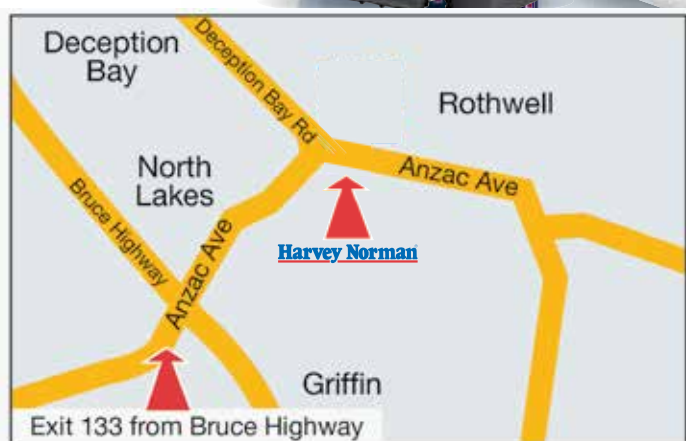 Deception
Bay
Deception Bay Rd
Rothwell
North
Lakes
Anzac Ave
Bruce Highway
Anzac Ave
Harvey Norman
Griffin
Exit 133 from Bruce Highway